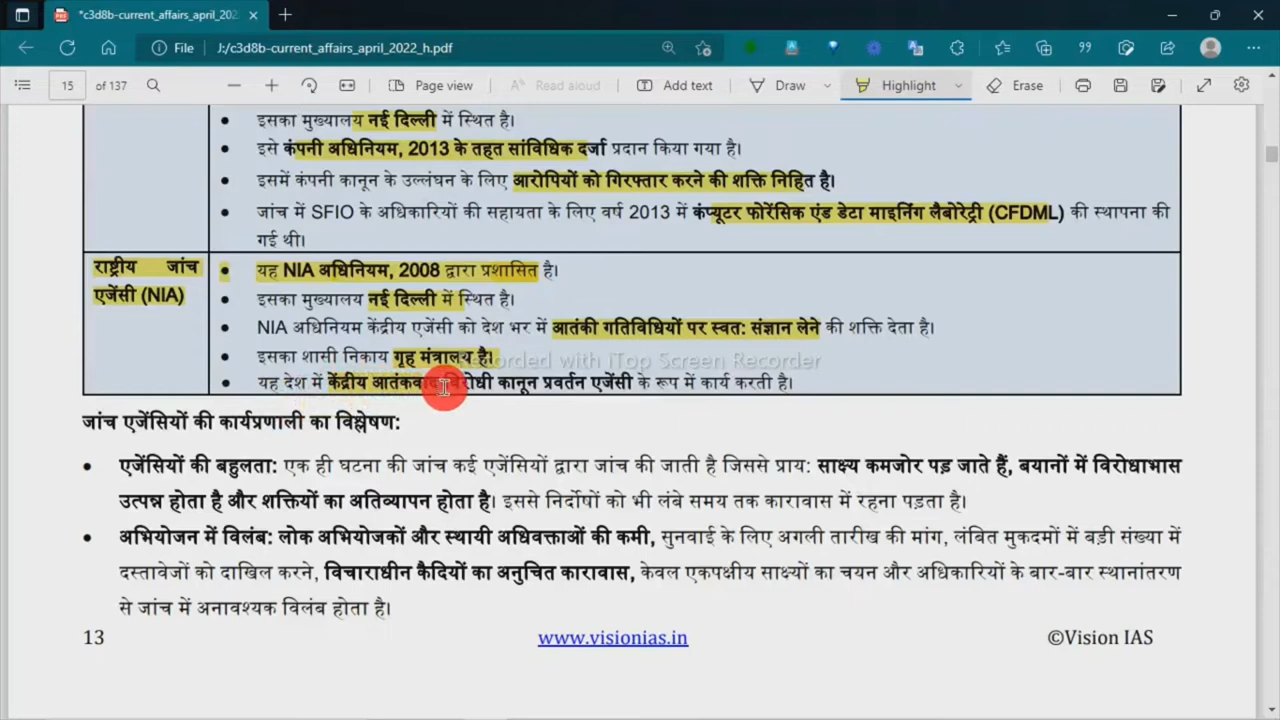 *c3d8b-current_affairs_april_202
File
J:/c3d8b-current_affairs_april_2022_h.pdf
15 of 137
Page view
Read aloud
Add text
Draw
Highlight
Erase
• इसका मुख्यालय नई दिल्ली में स्थित है।
• इसे कंपनी अधिनियम, 2013 के तहत सांविधिक दर्जा प्रदान किया गया है।
• इसमें कंपनी कानून के उल्लंघन के लिए आरोपियों को गिरफ्तार करने की शक्ति निहित है।
• जांच में SFIO के अधिकारियों की सहायता के लिए वर्ष 2013 में कंप्यूटर फोरेंसिक एंड डेटा माइनिंग लैबोरेट्री (CFDML) की स्थापना की
गई थी।
राष्ट्रीय जांच
एजेंसी (NIA)
• यह NIA अधिनियम, 2008 द्वारा प्रशासित है।
• इसका मुख्यालय नई दिल्ली में स्थित है।
• NIA अधिनियम केंद्रीय एजेंसी को देश भर में आतंकी गतिविधियों पर स्वत: संज्ञान लेने की शक्ति देता है।
• इसका शासी निकाय गृह मंत्रालय है।
Recorded with iTop Screen Recorder
• यह देश में केंद्रीय आतंकवाद विरोधी कानून प्रवर्तन एजेंसी के रूप में कार्य करती है।
जांच एजेंसियों की कार्यप्रणाली का विश्लेषण:
• एजेंसियों की बहुलता: एक ही घटना की जांच कई एजेंसियों द्वारा जांच की जाती है जिससे प्राय: साक्ष्य कमजोर पड़ जाते हैं, बयानों में विरोधाभास
उत्पन्न होता है और शक्तियों का अतिव्यापन होता है। इससे निर्दोषों को भी लंबे समय तक कारावास में रहना पड़ता है।
• अभियोजन में विलंब: लोक अभियोजकों और स्थायी अधिवक्ताओं की कमी, सुनवाई के लिए अगली तारीख की मांग, लंबित मुकदमों में बड़ी संख्या में
दस्तावेजों को दाखिल करने, विचाराधीन कैदियों का अनुचित कारावास, केवल एकपक्षीय साक्ष्यों का चयन और अधिकारियों के बार-बार स्थानांतरण
से जांच में अनावश्यक विलंब होता है।
13
www.visionias.in
©Vision IAS